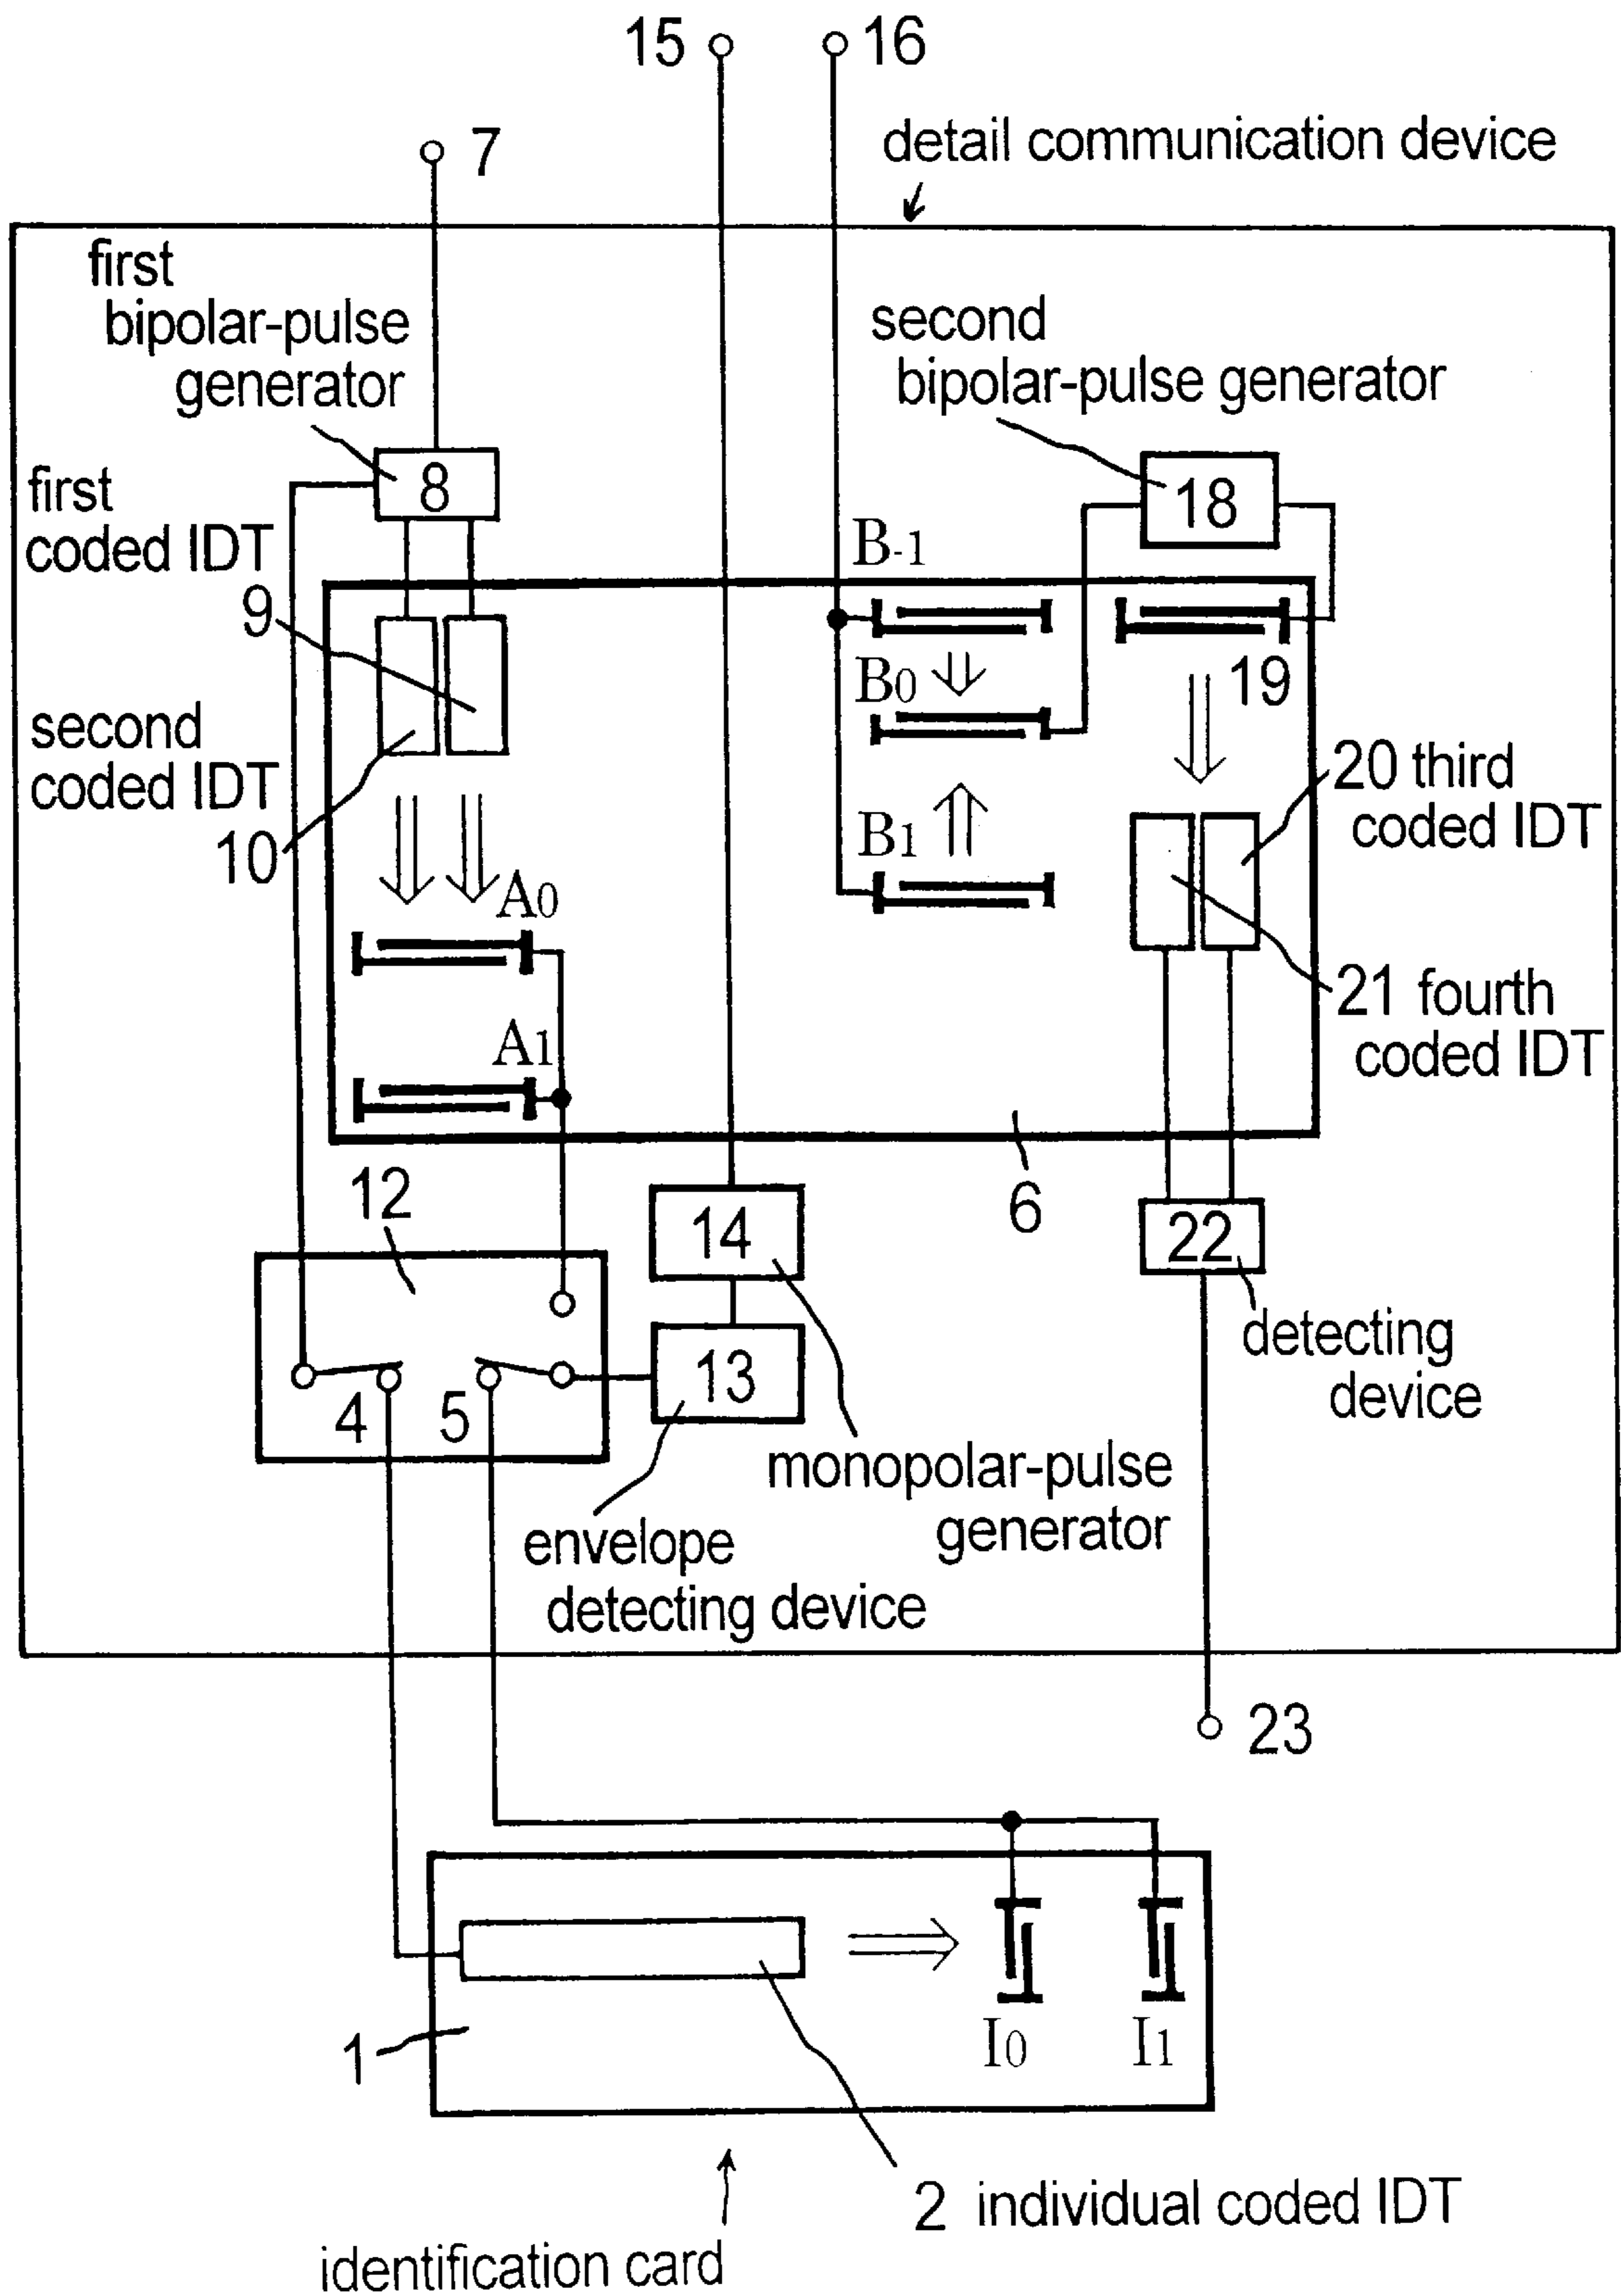 15
16
7
detail communication device
first
bipolar-pulse
generator
second
bipolar-pulse generator
8
18
first
coded IDT
9
B-1
B0
19
second
coded IDT
10
20 third
coded IDT
B1
A0
21 fourth
coded IDT
A1
12
14
6
22
detecting
device
13
4
5
monopolar-pulse
generator
envelope
detecting device
23
1
I0
I1
2 individual coded IDT
identification card